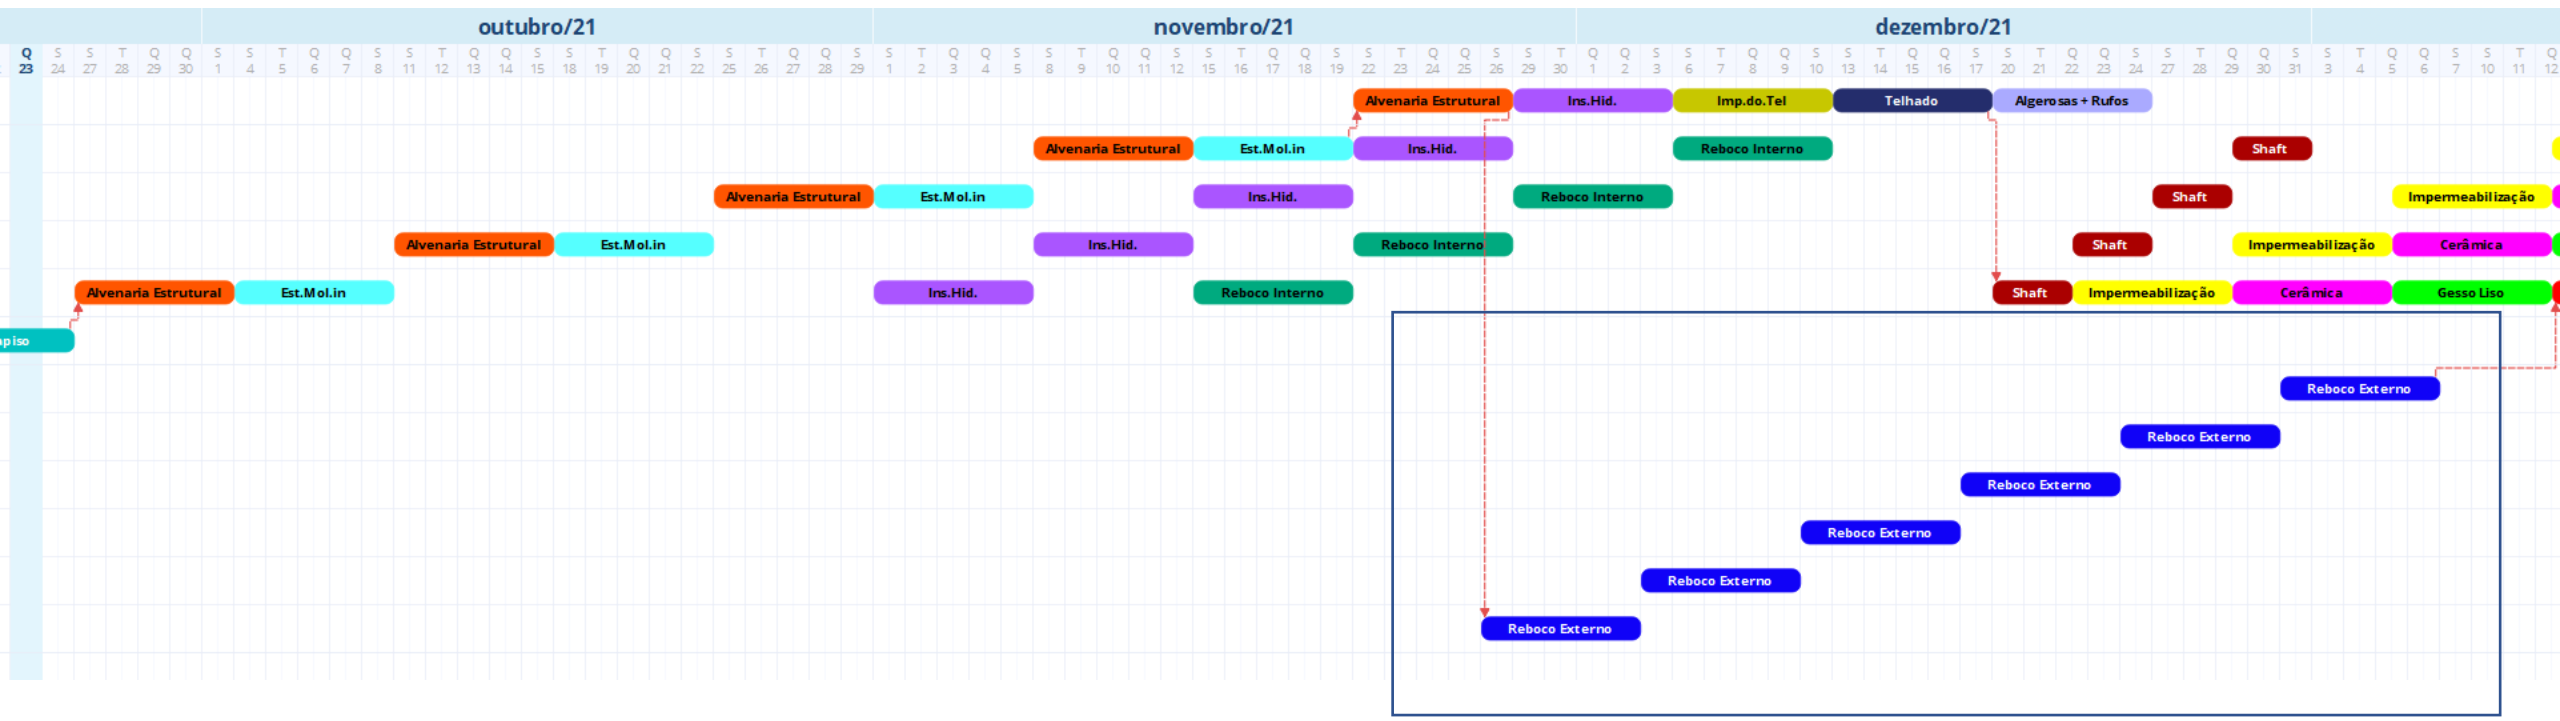 outubro/21 novembro/21 dezembro/21
Q S S T Q Q S S T Q Q S S T Q Q S S T Q Q S S T Q Q S S T Q Q S S T Q Q S S T Q Q S S T Q Q S S T Q Q S S T Q Q S S T Q Q S S T Q Q S S T Q Q S S T Q Q S S T Q
23 24 27 28 29 30 1 4 5 6 7 8 11 12 13 14 15 18 19 20 21 22 25 26 27 28 29 1 2 3 4 5 8 9 10 11 12 15 16 17 18 19 22 23 24 25 26 29 30 1 2 3 6 7 8 9 10 13 14 15 16 17 20 21 22 23 24 27 28 29 30 31 3 4 5 6 7 10 11 12
Alvenaria Estrutural Ins.Hid. Imp.do.Tel Telhado Algerosas + Rufos
Alvenaria Estrutural Est.Mol.in Ins.Hid. Reboco Interno Shaft
Alvenaria Estrutural Est.Mol.in Ins.Hid. Reboco Interno Shaft Impermeabilização
Alvenaria Estrutural Est.Mol.in Ins.Hid. Reboco Interno Shaft Impermeabilização Cerâmica
Alvenaria Estrutural Est.Mol.in Ins.Hid. Reboco Interno Shaft Impermeabilização Cerâmica Gesso Liso
piso
Reboco Externo
Reboco Externo
Reboco Externo
Reboco Externo
Reboco Externo
Reboco Externo